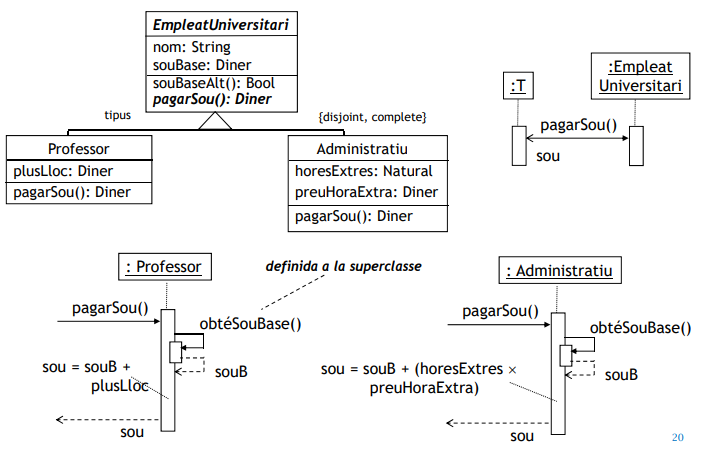 EmpleatUniversitari
nom: String
souBase: Diner
souBaseAlt(): Bool
pagarSou(): Diner
tipus
{disjoint, complete}
Professor
plusLloc: Diner
pagarSou(): Diner
Administratiu
horesExtres: Natural
preuHoraExtra: Diner
pagarSou(): Diner
:T
:Empleat
Universitari)
pagarSou()
sou
: Professor
definida a la superclasse
pagarSou()
obtéSouBase()
souB
sou = souB +
plusLloc
sou
: Administratiu
pagarSou()
obtéSouBase()
souB
sou = souB + (horesExtres ×
preuHoraExtra)
sou
20